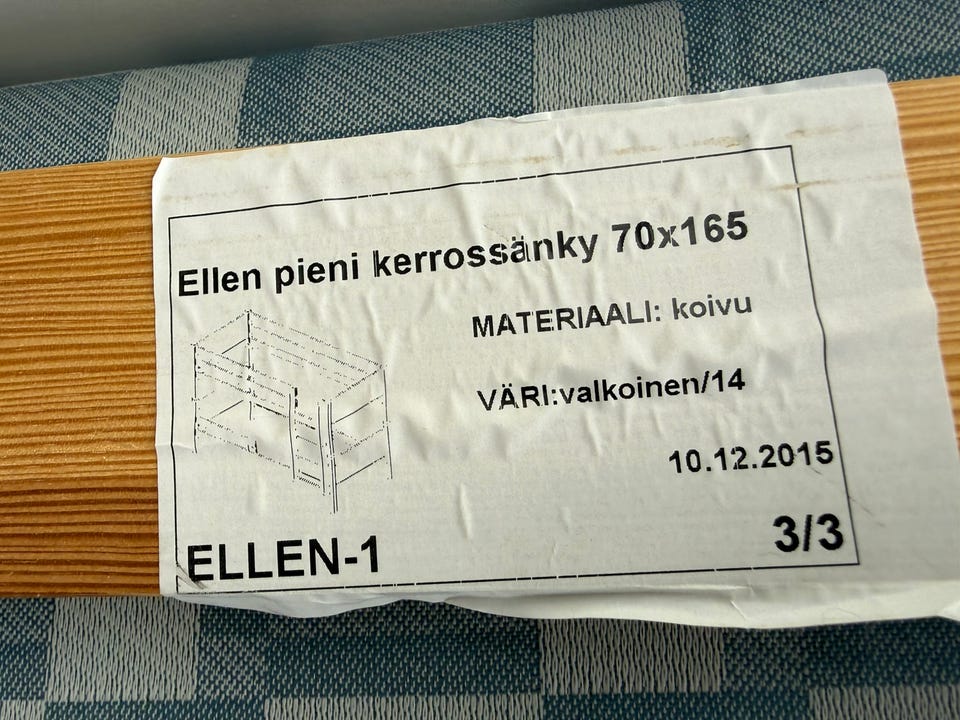 Ellen pieni kerrossänky 70x165
MATERIAALI: koivu
VÄRI:valkoinen/14
10.12.2015
ELLEN-1
3/3